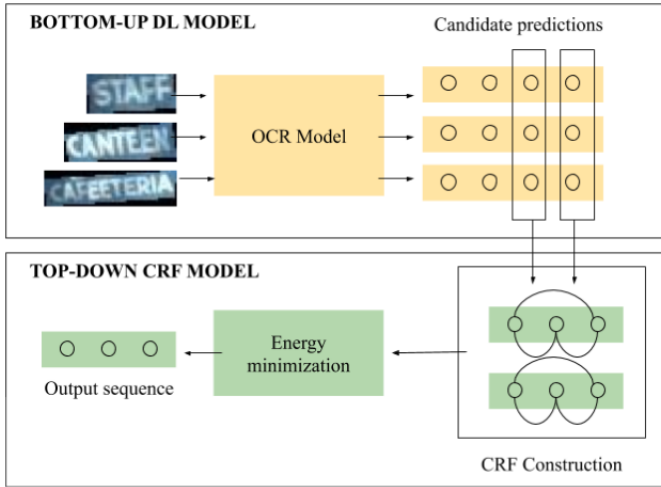 BOTTOM-UP DL MODEL
Candidate predictions
STAFF
CANTEEN
CAFEETERIA
OCR Model
TOP-DOWN CRF MODEL
Energy
minimization
Output sequence
CRF Construction